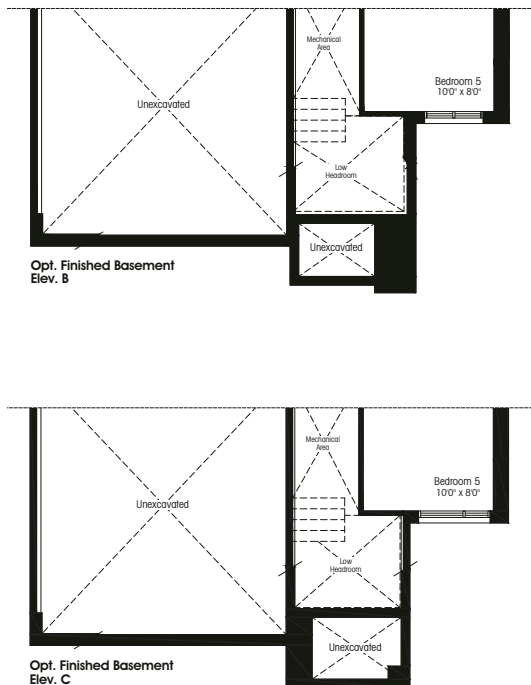 Mechanical
Area
Bedroom 5
10'0" x 8'0"
Unexcavated
Low
Headroom
Unexcavated
Opt. Finished Basement
Elev. B
Mechanical
Area
Bedroom 5
10'0" x 8'0"
Unexcavated
Low
Headroom
Unexcavated
Opt. Finished Basement
Elev. C